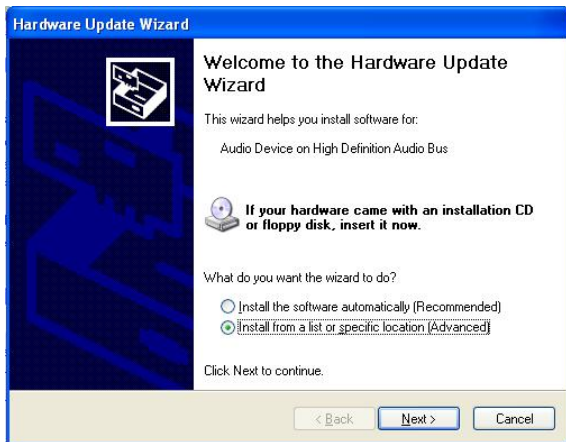 Hardware Update Wizard
Welcome to the Hardware Update
Wizard
This wizard helps you install software for:
Audio Device on High Definition Audio Bus
If your hardware came with an installation CD
or floppy disk, insert it now.
What do you want the wizard to do?
Install the software automatically (Recommended)
Install from a list or specific location (Advanced)
Click Next to continue.
< Back
Next >
Cancel